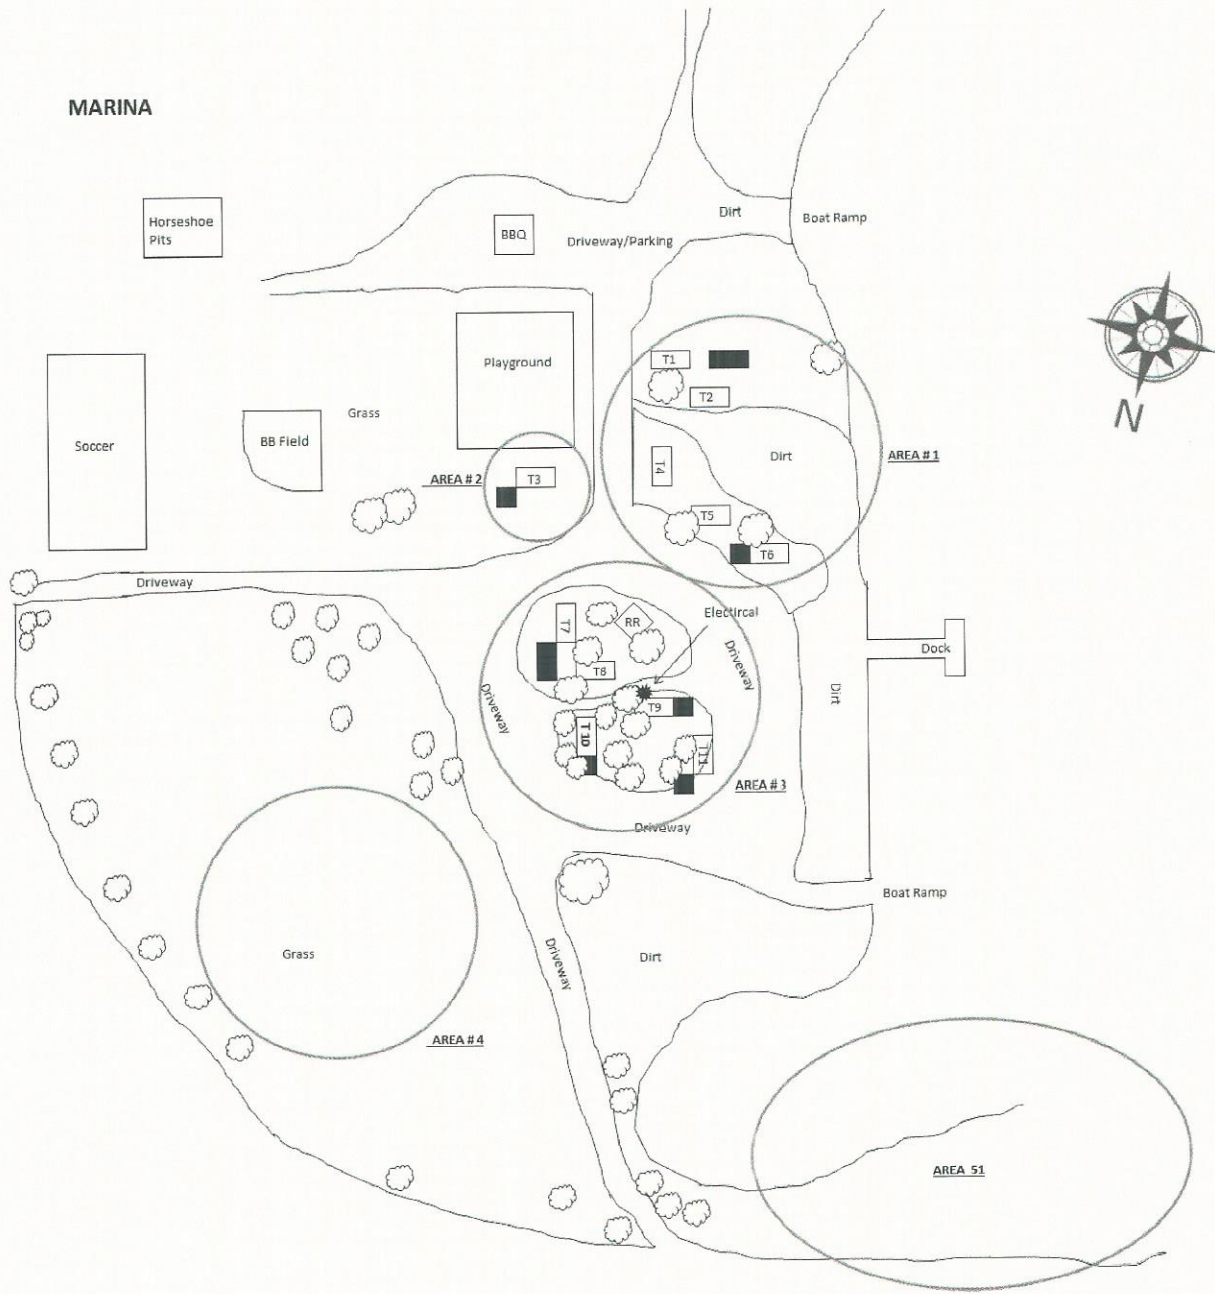 MARINA
Horseshoe
Pits
BBQ
Driveway/Parking
Dirt
Boat Ramp
Playground
T1
T2
Grass
Soccer
BB Field
Dirt
T4
AREA # 1
AREA # 2
T3
T5
T6
Driveway
Electircal
T7
RR
T8
Driveway
Dock
Driveway
Dirt
T9
T 10
T11
AREA # 3
Driveway
Boat Ramp
Grass
Driveway
Dirt
AREA # 4
AREA 51
N